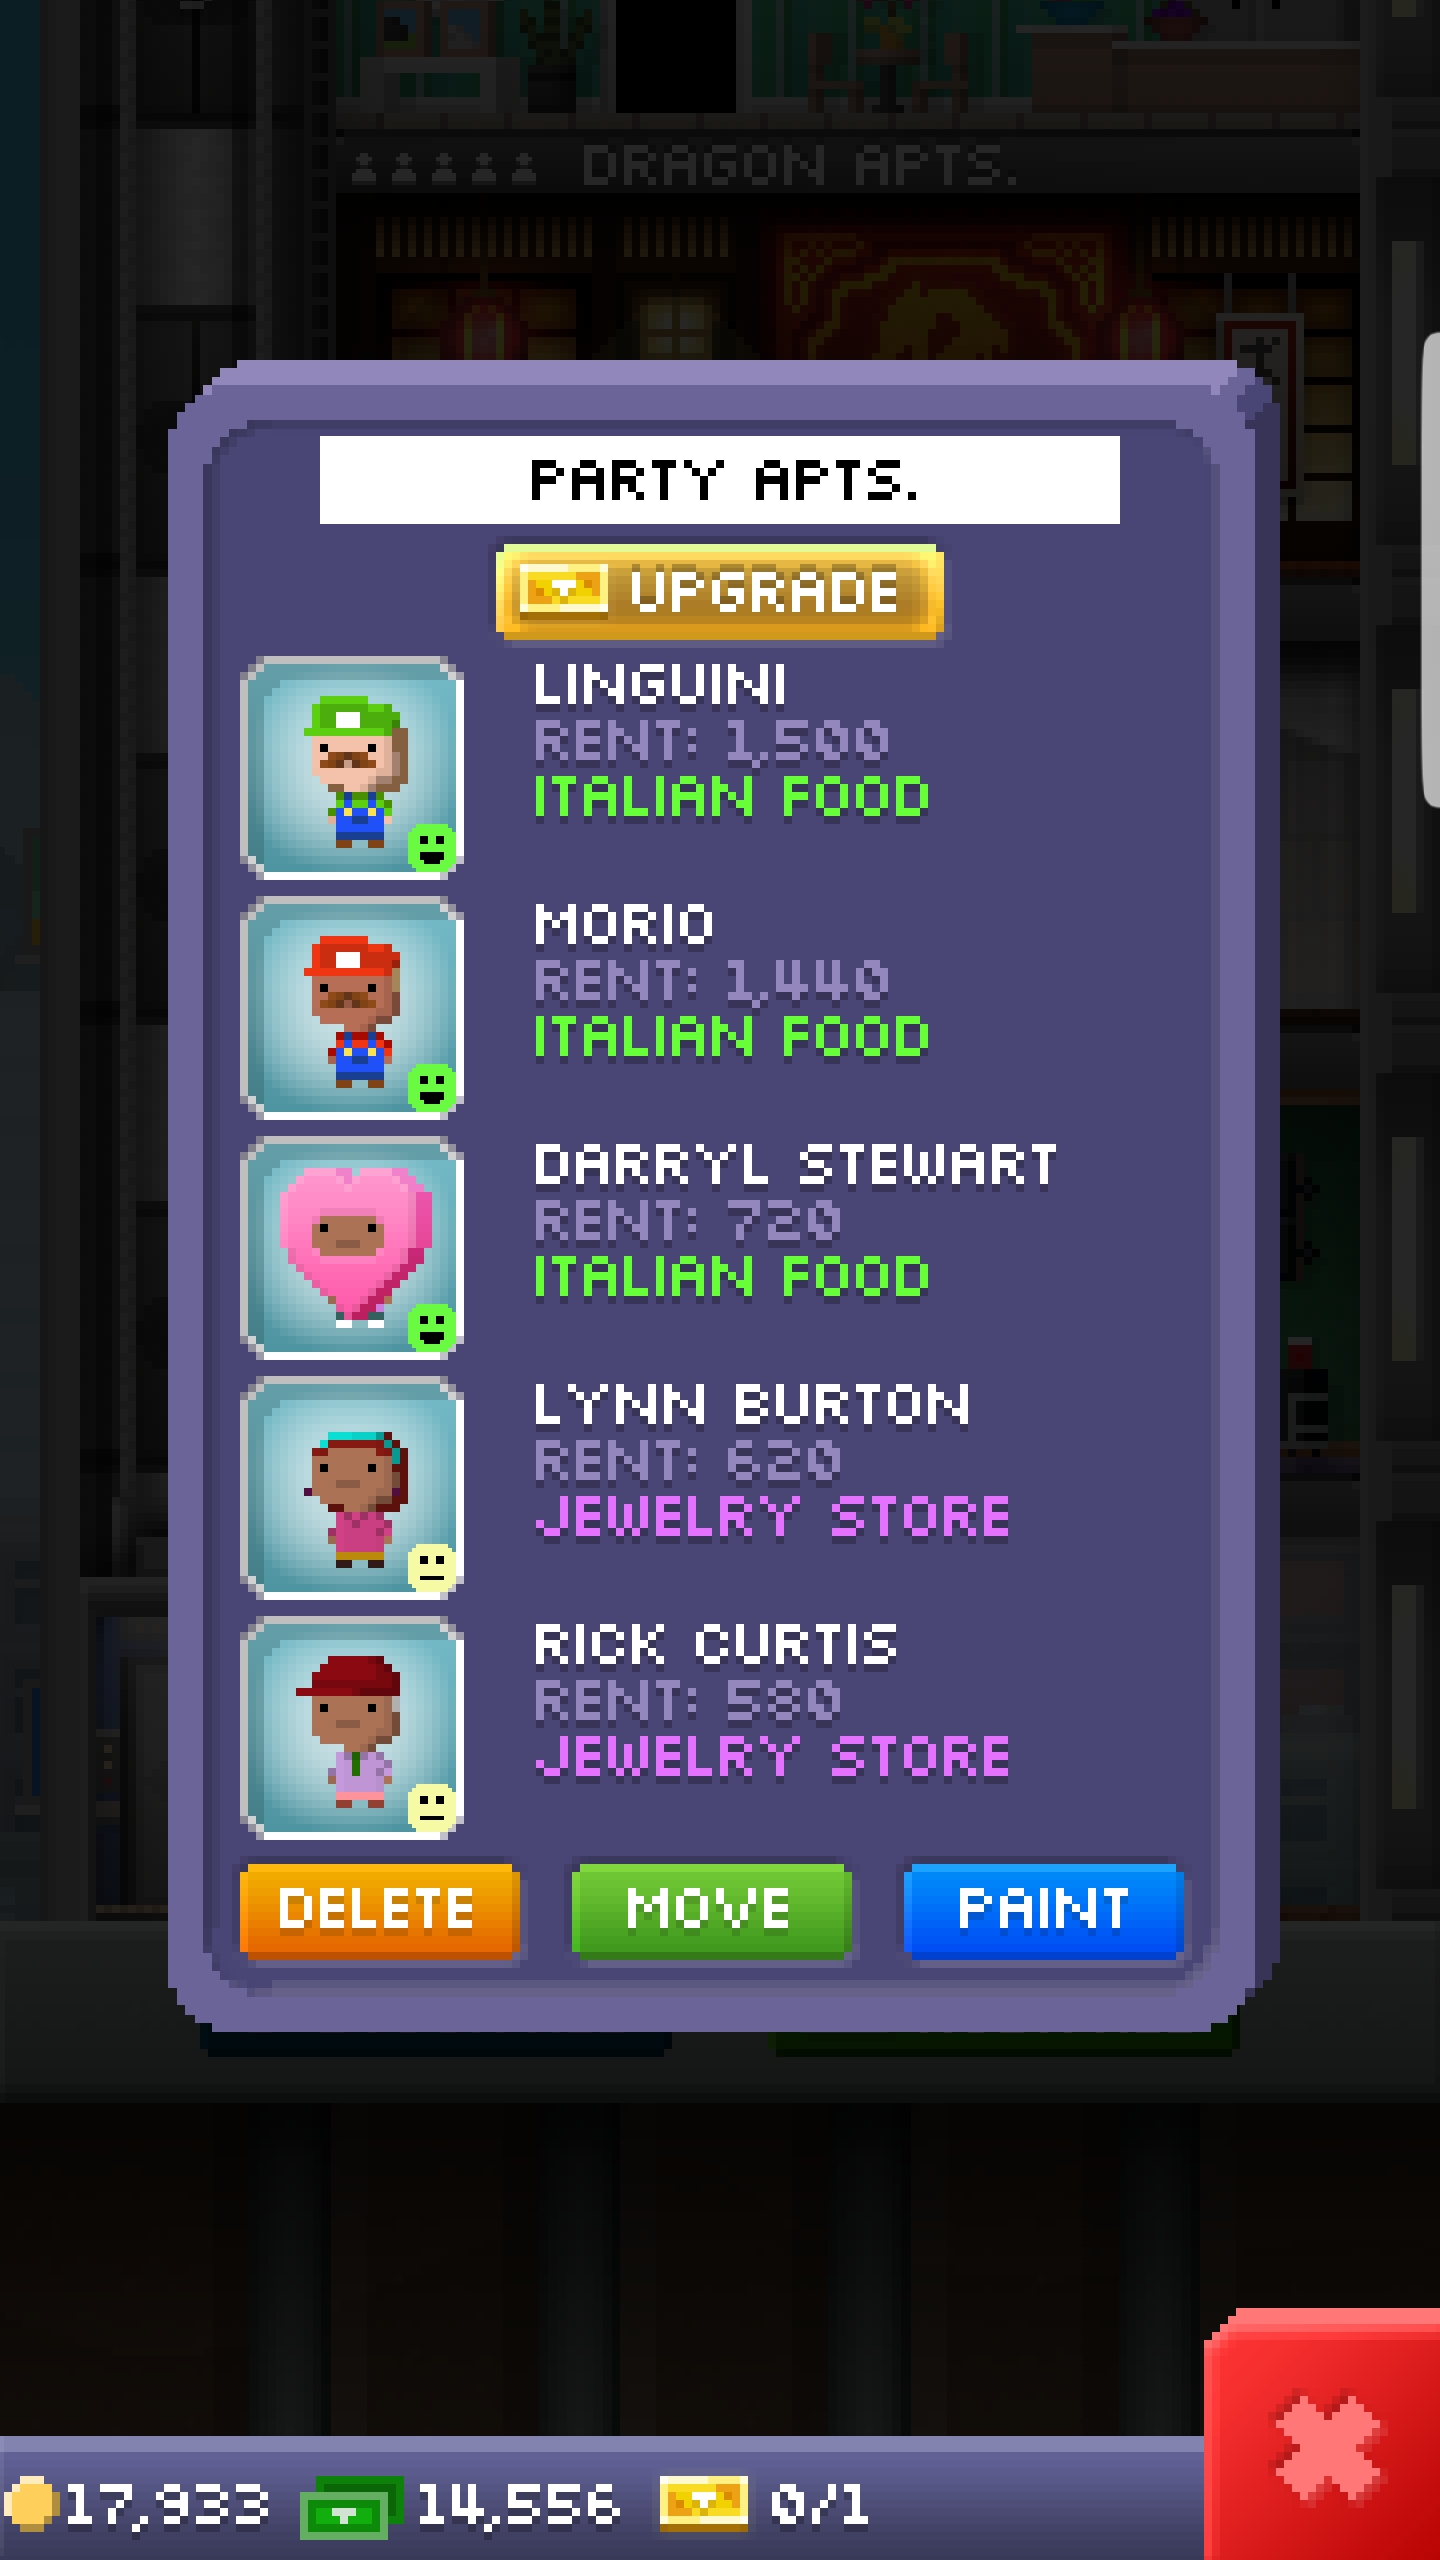 DRAGON APTS.
PARTY APTS.
UPGRADE
LINGUINI
RENT: 1,500
ITALIAN FOOD
MORIO
RENT: 1,440
ITALIAN FOOD
DARRYL STEWART
RENT: 720
ITALIAN FOOD
LYNN BURTON
RENT: 620
JEWELRY STORE
RICK CURTIS
RENT: 580
JEWELRY STORE
DELETE MOVE PAINT
17,933 14,556 0/1